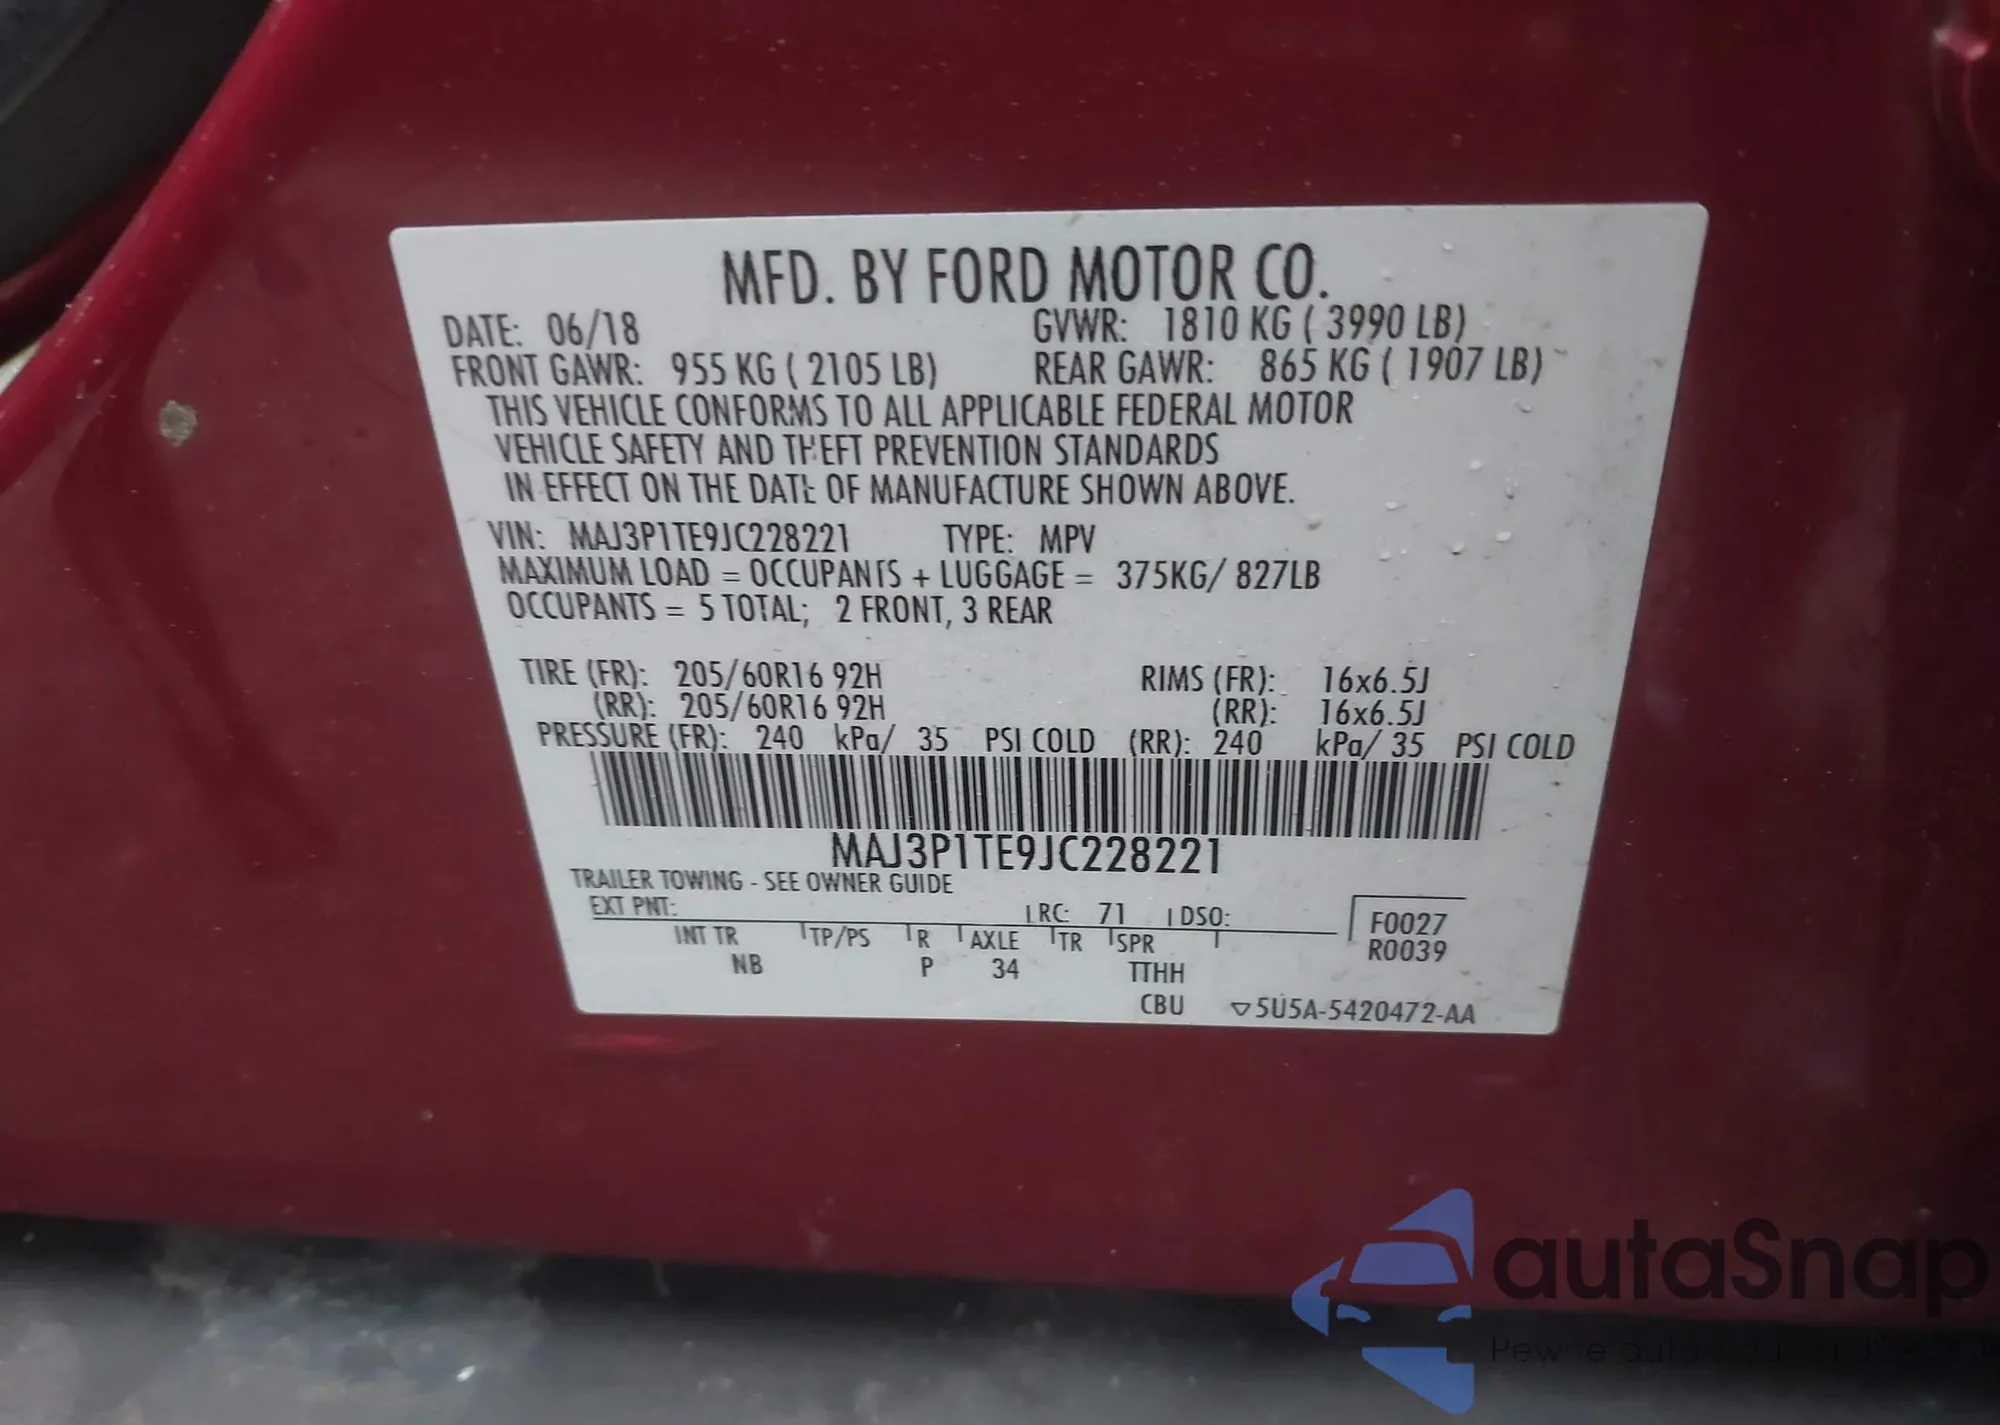 MFD. BY FORD MOTOR CO.
DATE: 06/18 GVWR: 1810 KG ( 3990 LB)
FRONT GAWR: 955 KG ( 2105 LB) REAR GAWR: 865 KG ( 1907 LB)
THIS VEHICLE CONFORMS TO ALL APPLICABLE FEDERAL MOTOR
VEHICLE SAFETY AND THEFT PREVENTION STANDARDS
IN EFFECT ON THE DATE OF MANUFACTURE SHOWN ABOVE.
VIN: MAJ3P1TE9JC228221 TYPE: MPV
MAXIMUM LOAD = OCCUPANTS + LUGGAGE = 375KG/ 827LB
OCCUPANTS = 5 TOTAL; 2 FRONT, 3 REAR
TIRE (FR): 205/60R16 92H RIMS (FR): 16x6.5J
(RR): 205/60R16 92H (RR): 16x6.5J
PRESSURE (FR): 240 kPa/ 35 PSI COLD (RR): 240 kPa/ 35 PSI COLD
MAJ3P1TE9JC228221
TRAILER TOWING - SEE OWNER GUIDE
EXT PNT: RC: 71 DSO: F0027
INT TR TP/PS R AXLE TR SPR R0039
NB P 34 TTHH
CBU ▽5U5A-5420472-AA
autaSnap
Pewne auta